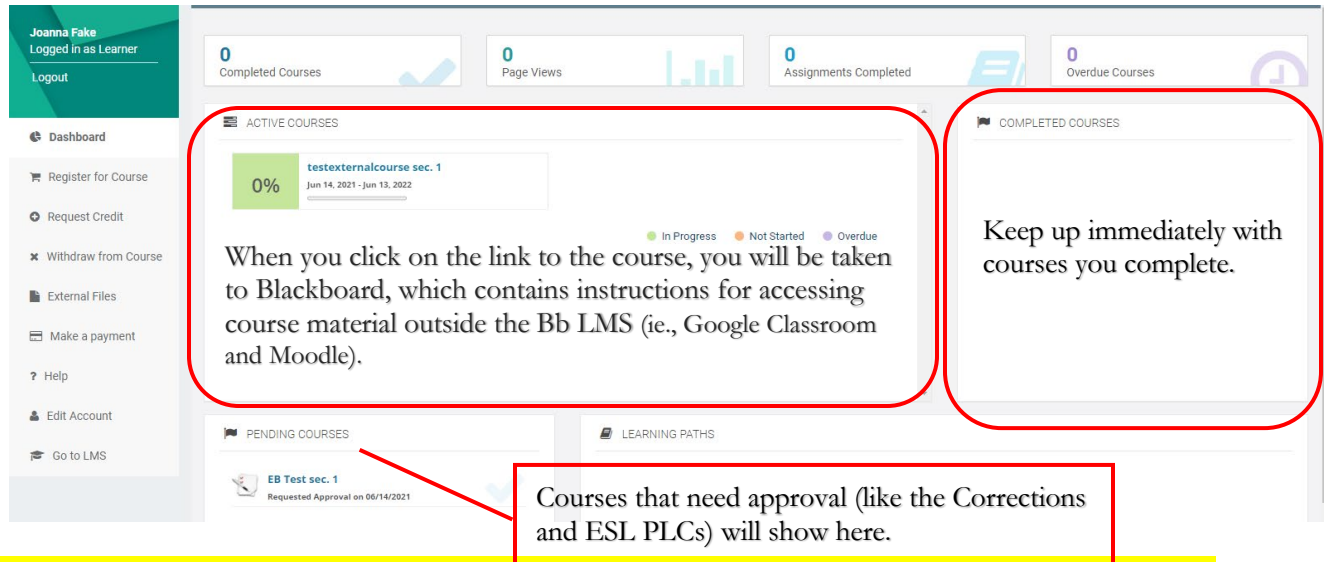 Joanna Fake
Logged in as Learner
Logout
Dashboard
Register for Course
Request Credit
Withdraw from Course
External Files
Make a payment
? Help
Edit Account
Go to LMS
0
Completed Courses
0
Page Views
0
Assignments Completed
0
Overdue Courses
ACTIVE COURSES
0%
testexternalcourse sec. 1
Jun 14, 2021 - Jun 13, 2022
In Progress
Not Started
Overdue
When you click on the link to the course, you will be taken
to Blackboard, which contains instructions for accessing
course material outside the Bb LMS (ie., Google Classroom
and Moodle).
COMPLETED COURSES
Keep up immediately with
courses you complete.
PENDING COURSES
EB Test sec. 1
Requested Approval on 06/14/2021
LEARNING PATHS
Courses that need approval (like the Corrections
and ESL PLCs) will show here.